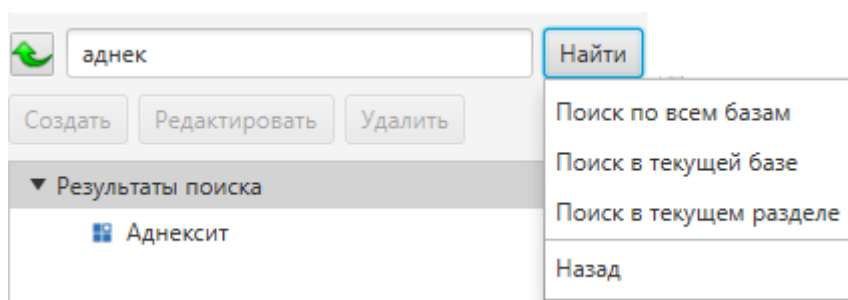 аднек
Найти
Создать
Редактировать
Удалить
Результаты поиска
Аднексит
Поиск по всем базам
Поиск в текущей базе
Поиск в текущем разделе
Назад